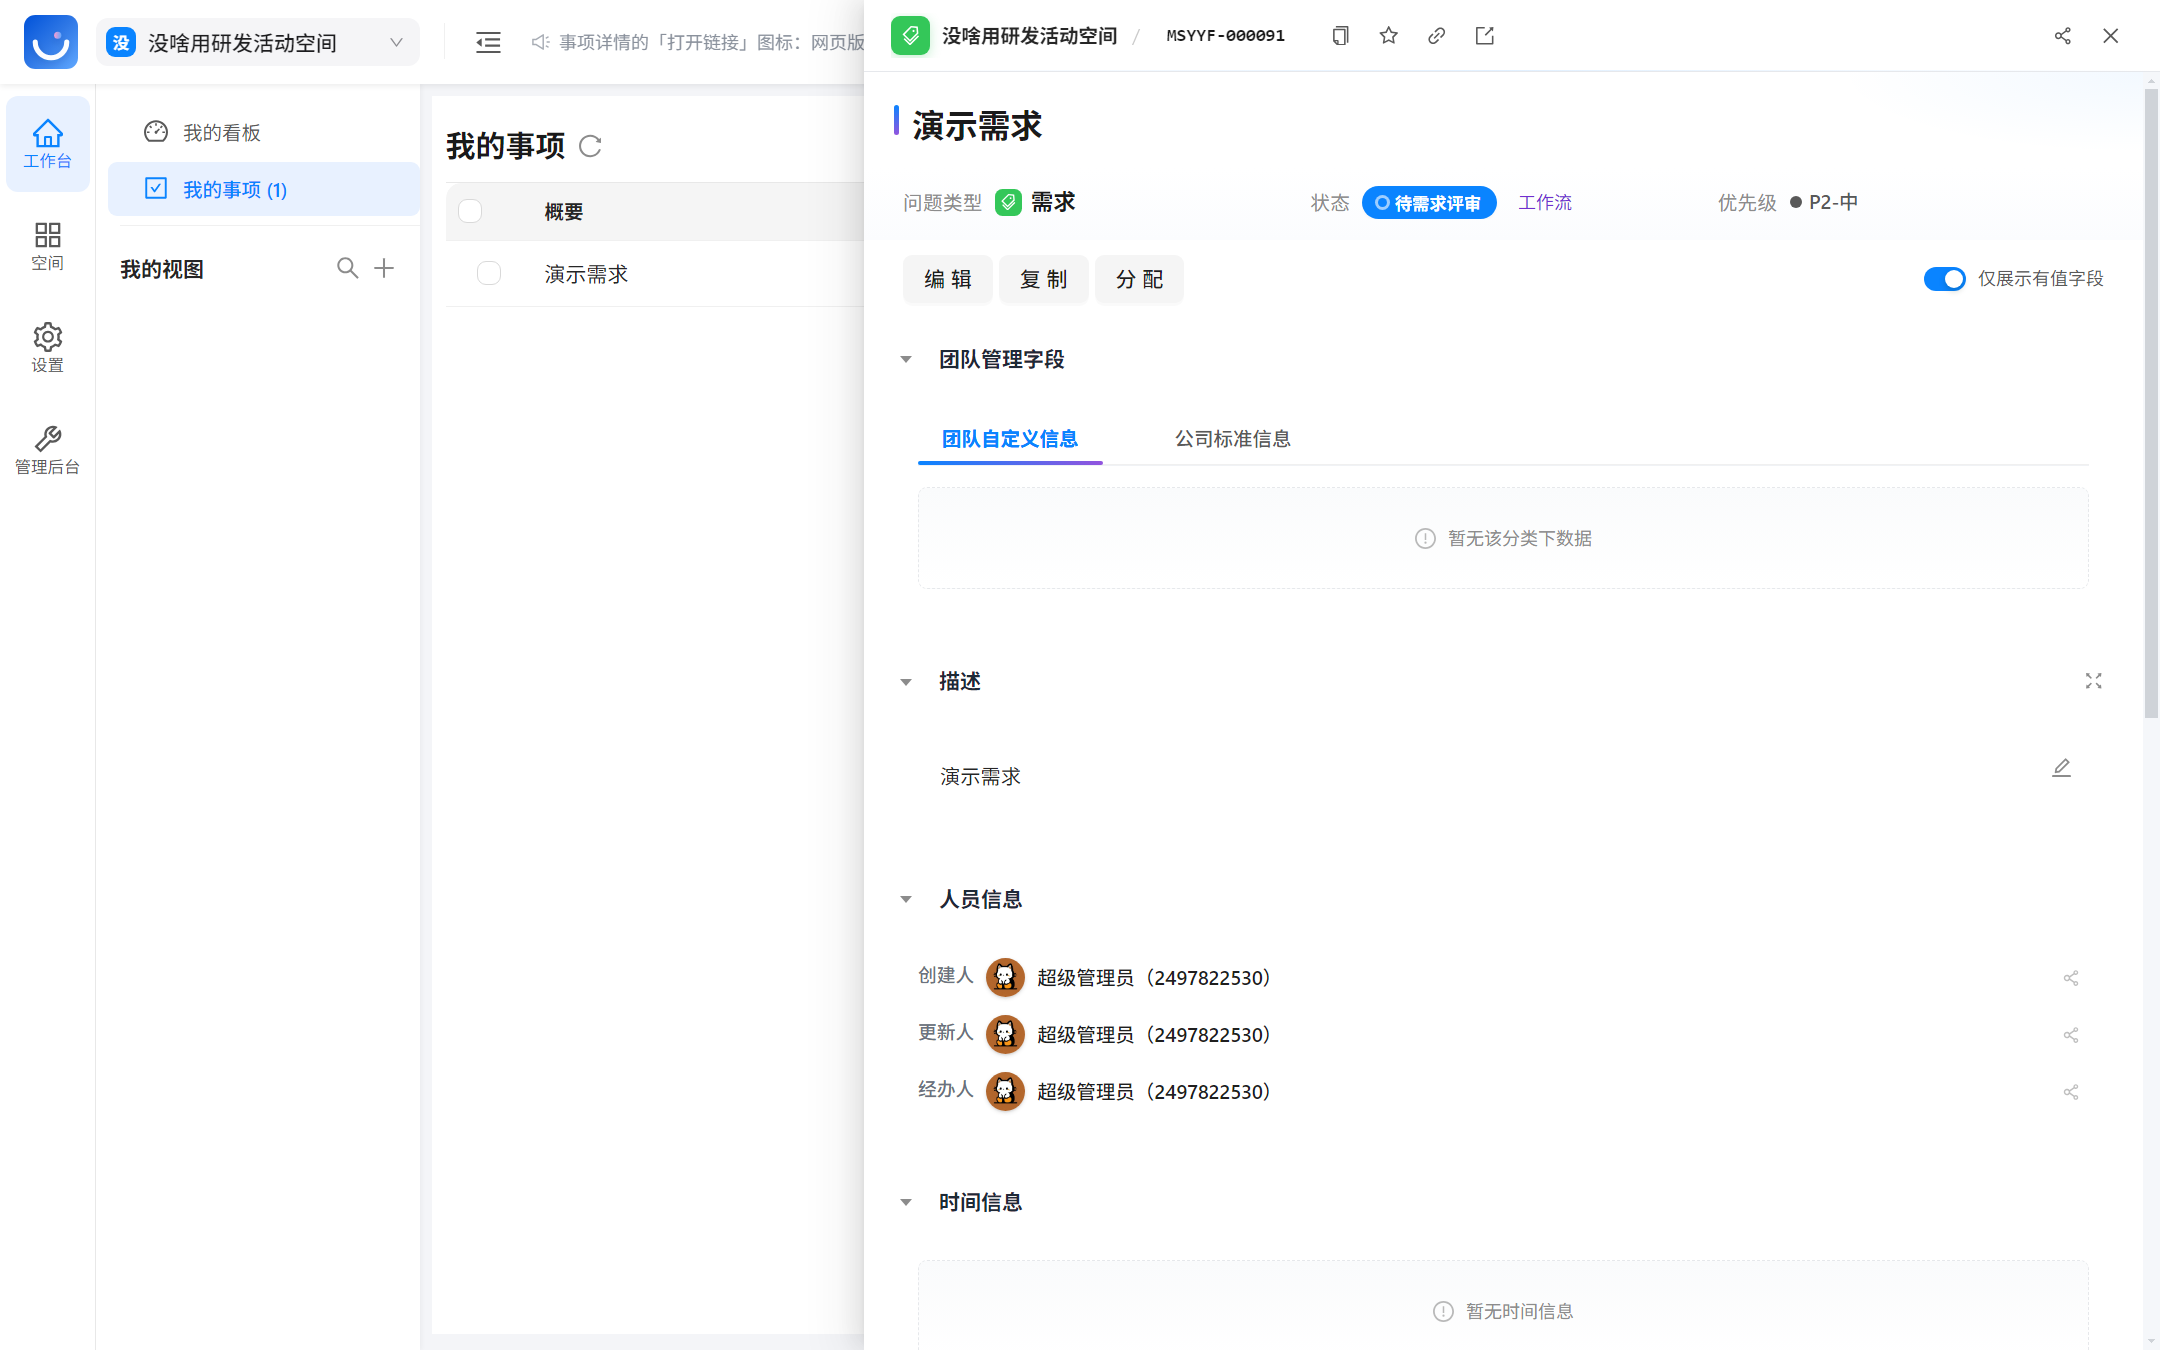 没 没啥用研发活动空间
事项详情的「打开链接」图标：网页版
工作台
空间
设置
管理后台
我的看板
我的事项 (1)
我的视图
我的事项
概要
演示需求
没啥用研发活动空间 / MSYYF-000091
演示需求
问题类型 需求 状态 待需求评审 工作流 优先级 P2-中
编辑 复制 分配 仅展示有值字段
团队管理字段
团队自定义信息 公司标准信息
暂无该分类下数据
描述
演示需求
人员信息
创建人 超级管理员（2497822530）
更新人 超级管理员（2497822530）
经办人 超级管理员（2497822530）
时间信息
暂无时间信息